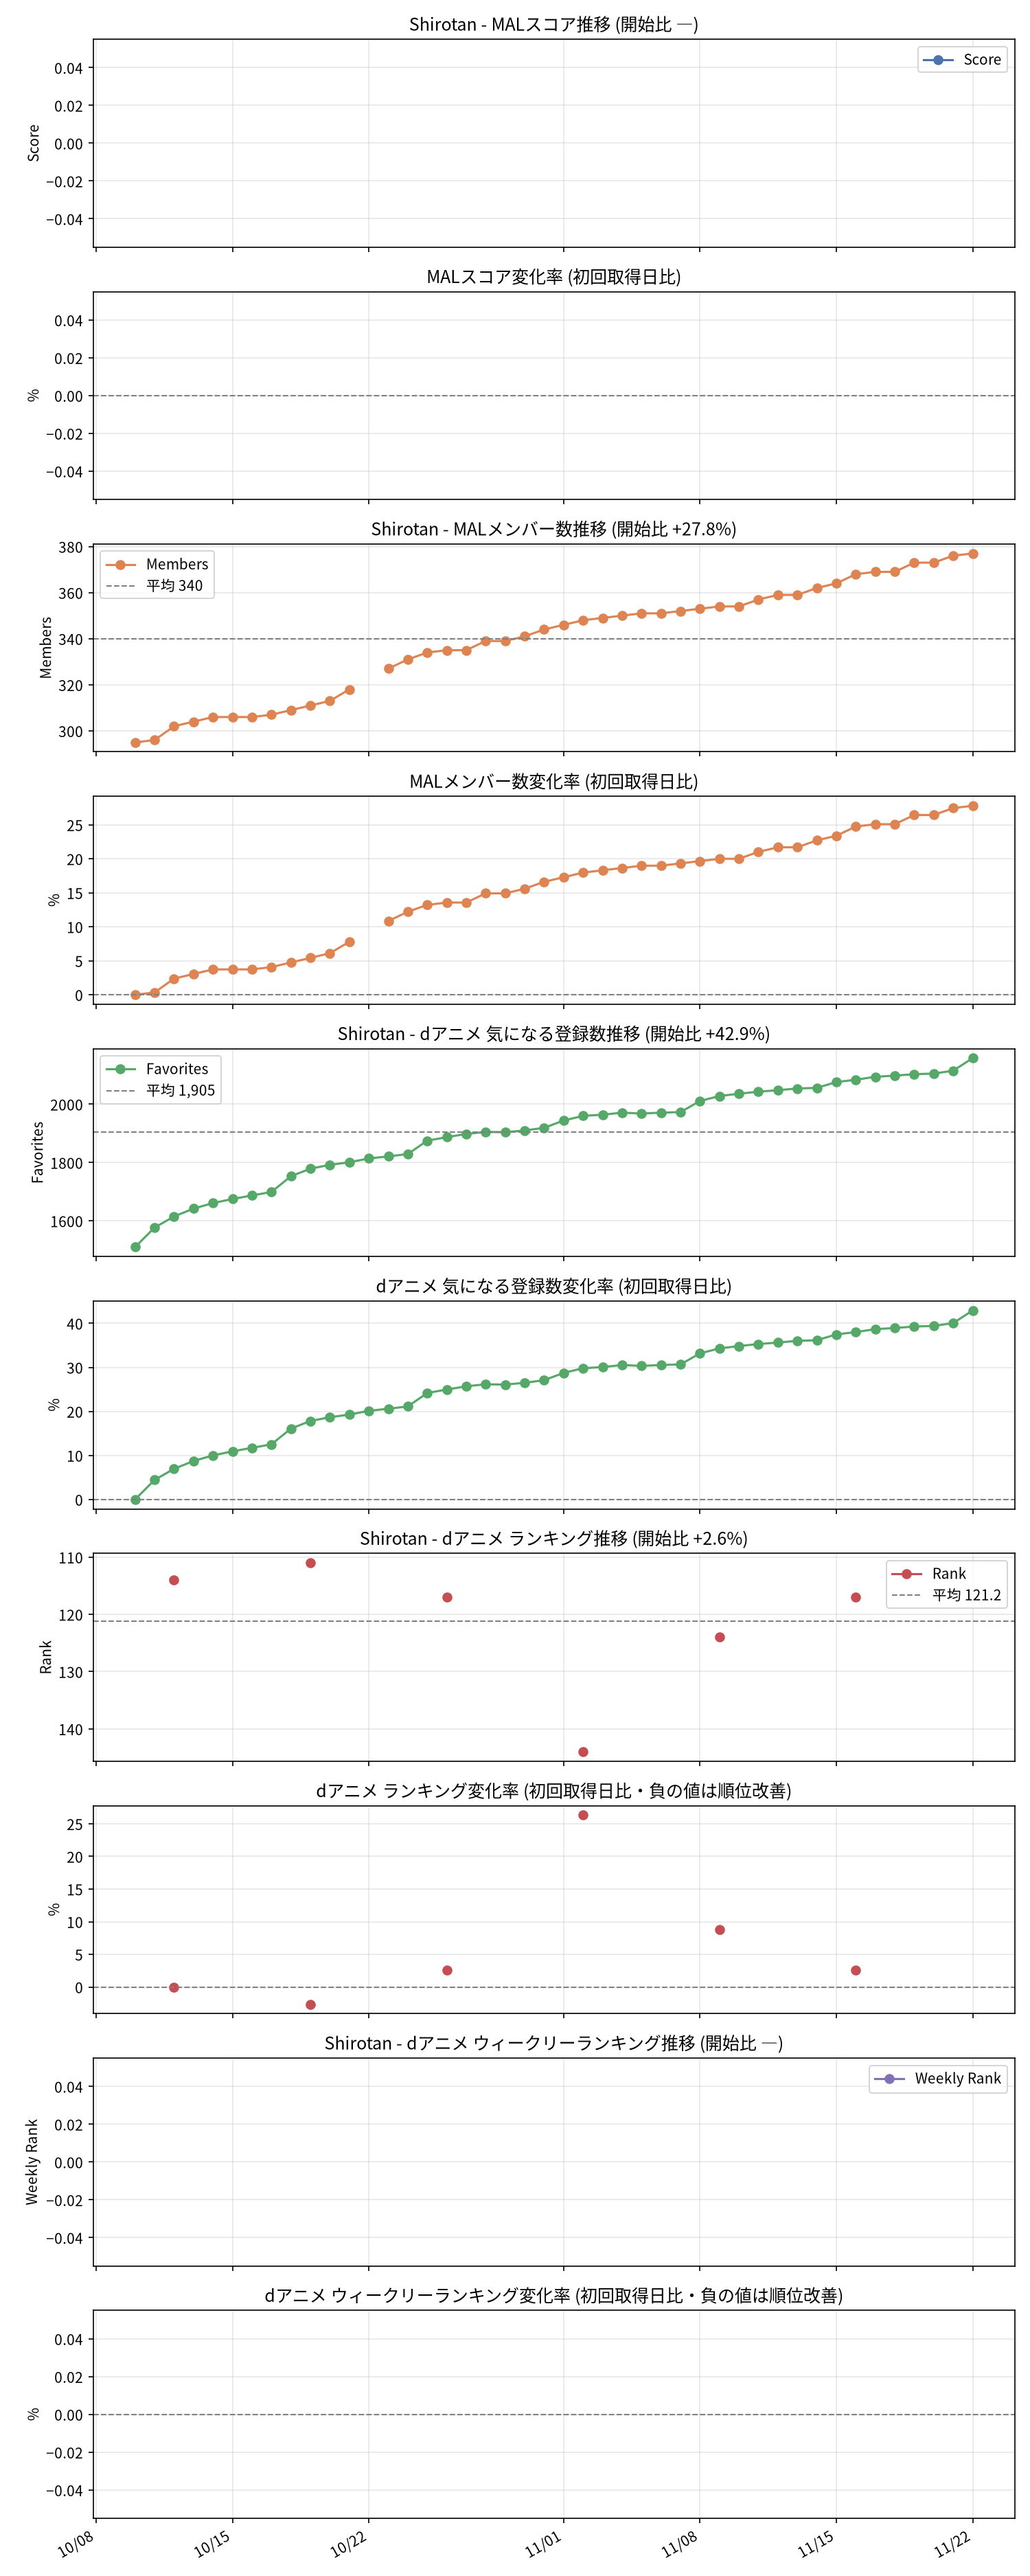 Shirotan - MALスコア推移 (開始比 —)
0.04
0.02
0.00
−0.02
−0.04
Score
Score
MALスコア変化率 (初回取得日比)
0.04
0.02
0.00
−0.02
−0.04
%
Shirotan - MALメンバー数推移 (開始比 +27.8%)
380
360
340
320
300
Members
Members
平均 340
MALメンバー数変化率 (初回取得日比)
25
20
15
10
5
0
%
Shirotan - dアニメ 気になる登録数推移 (開始比 +42.9%)
2000
1800
1600
Favorites
Favorites
平均 1,905
dアニメ 気になる登録数変化率 (初回取得日比)
40
30
20
10
0
%
Shirotan - dアニメ ランキング推移 (開始比 +2.6%)
110
120
130
140
Rank
Rank
平均 121.2
dアニメ ランキング変化率 (初回取得日比・負の値は順位改善)
25
20
15
10
5
0
%
Shirotan - dアニメ ウィークリーランキング推移 (開始比 —)
0.04
0.02
0.00
−0.02
−0.04
Weekly Rank
Weekly Rank
dアニメ ウィークリーランキング変化率 (初回取得日比・負の値は順位改善)
0.04
0.02
0.00
−0.02
−0.04
%
10/08
10/15
10/22
11/01
11/08
11/15
11/22